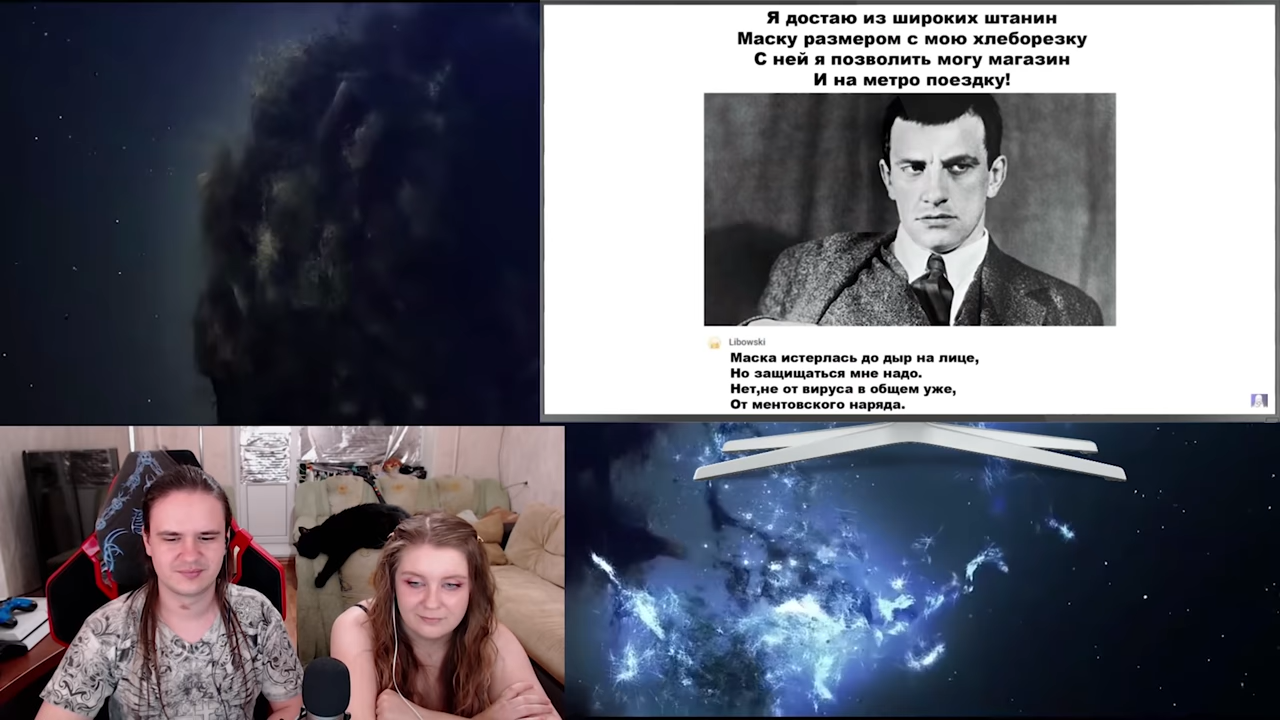 Я достаю из широких штанин
Маску размером с мою хлеборезку
С ней я позволить могу магазин
И на метро поездку!
Libowski
Маска истерлась до дыр на лице,
Но защищаться мне надо.
Нет,не от вируса в общем уже,
От ментовского наряда.